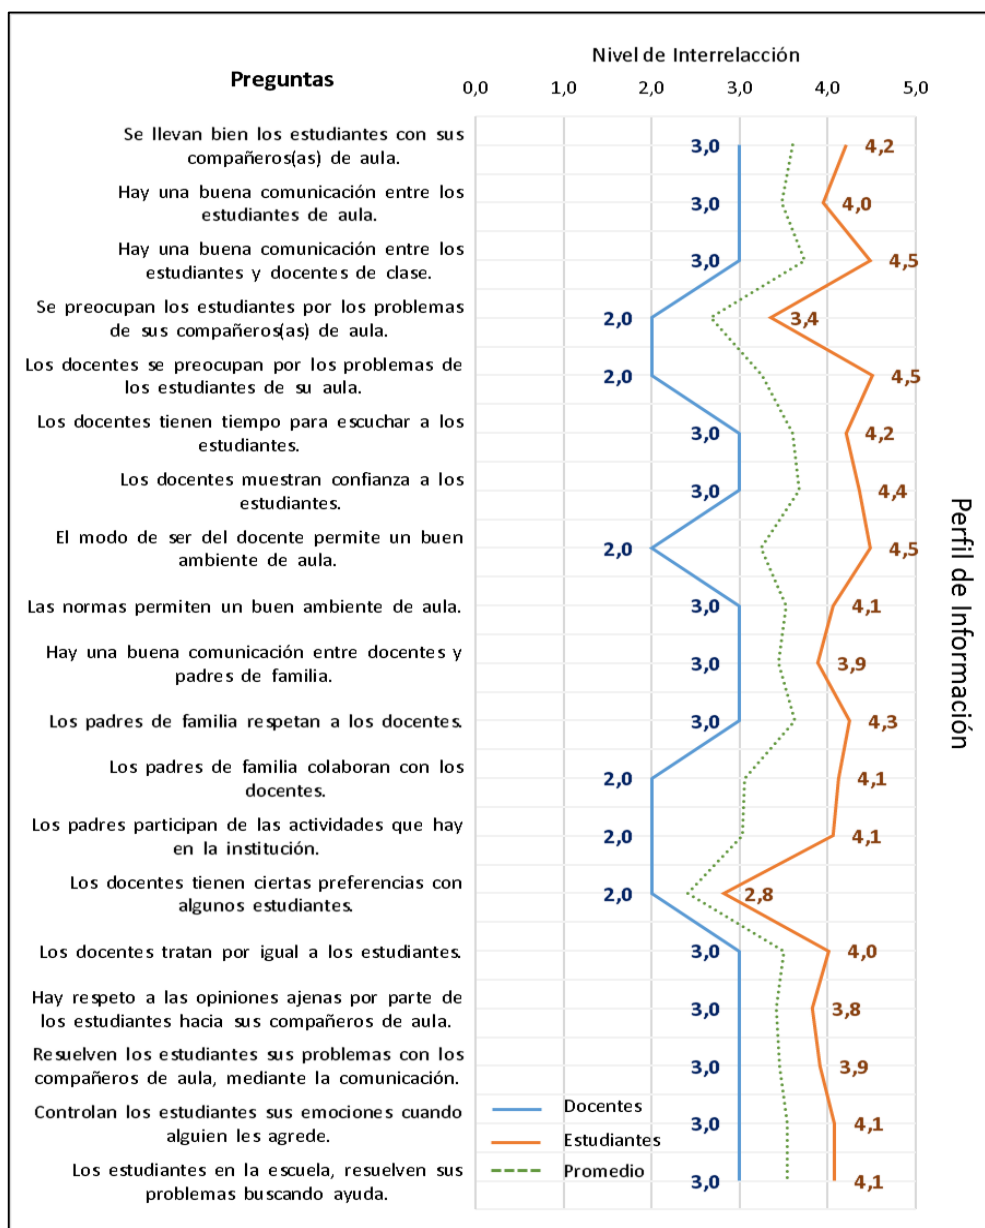 Nivel de Interrelacción
Preguntas
0,0 1,0 2,0 3,0 4,0 5,0
Se llevan bien los estudiantes con sus
compañeros(as) de aula.
3,0 4,2
Hay una buena comunicación entre los
estudiantes de aula.
3,0 4,0
Hay una buena comunicación entre los
estudiantes y docentes de clase.
3,0 4,5
Se preocupan los estudiantes por los problemas
de sus compañeros(as) de aula.
2,0 3,4
Los docentes se preocupan por los problemas de
los estudiantes de su aula.
2,0 4,5
Los docentes tienen tiempo para escuchar a los
estudiantes.
3,0 4,2
Los docentes muestran confianza a los
estudiantes.
3,0 4,4
El modo de ser del docente permite un buen
ambiente de aula.
2,0 4,5
Las normas permiten un buen ambiente de aula.
3,0 4,1
Hay una buena comunicación entre docentes y
padres de familia.
3,0 3,9
Los padres de familia respetan a los docentes.
3,0 4,3
Los padres de familia colaboran con los
docentes.
2,0 4,1
Los padres participan de las actividades que hay
en la institución.
2,0 4,1
Los docentes tienen ciertas preferencias con
algunos estudiantes.
2,0 2,8
Los docentes tratan por igual a los estudiantes.
3,0 4,0
Hay respeto a las opiniones ajenas por parte de
los estudiantes hacia sus compañeros de aula.
3,0 3,8
Resuelven los estudiantes sus problemas con los
compañeros de aula, mediante la comunicación.
3,0 3,9
Controlan los estudiantes sus emociones cuando
alguien les agrede.
3,0 4,1
Los estudiantes en la escuela, resuelven sus
problemas buscando ayuda.
3,0 4,1
Docentes
Estudiantes
Promedio
Perfil de Información